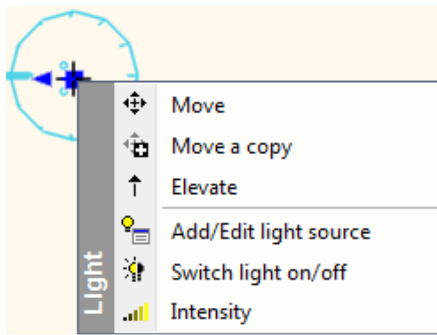 Light
Move
Move a copy
Elevate
Add/Edit light source
Switch light on/off
Intensity